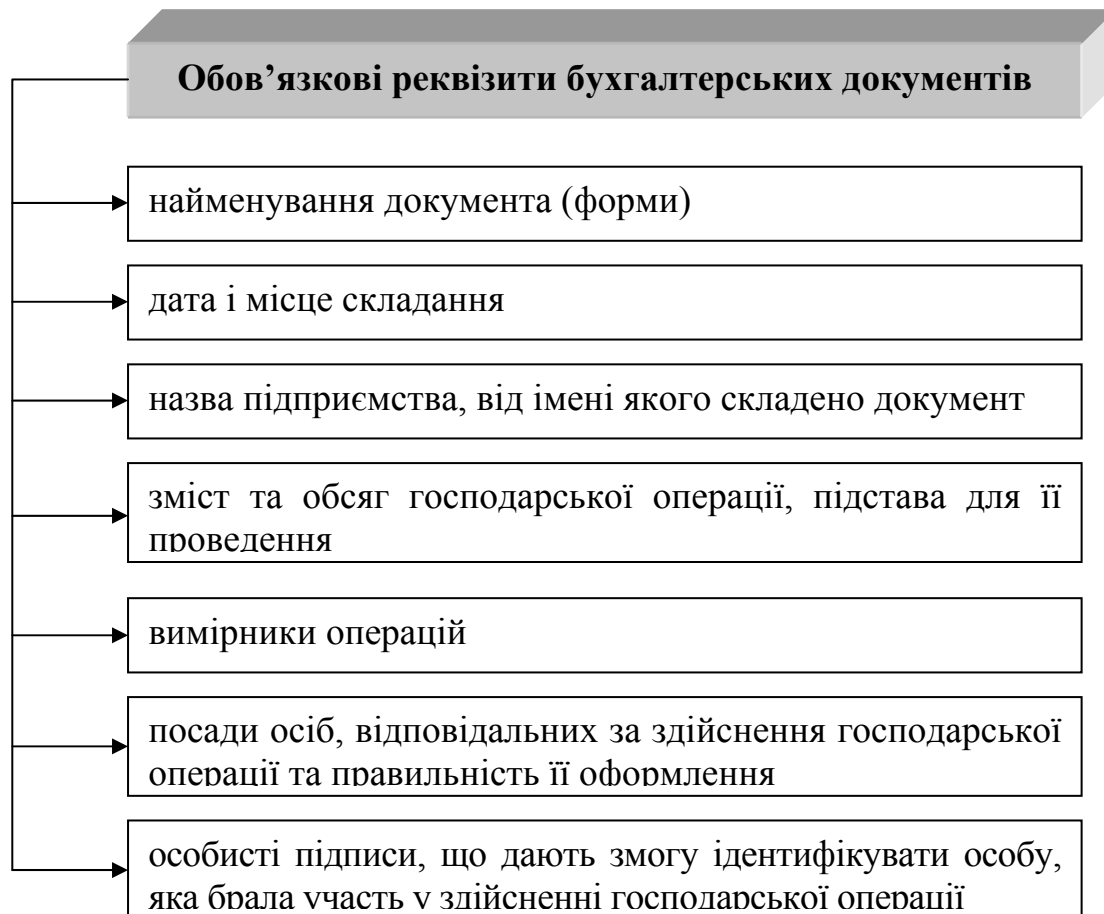 Обов’язкові реквізити бухгалтерських документів
найменування документа (форми)
дата і місце складання
назва підприємства, від імені якого складено документ
зміст та обсяг господарської операції, підстава для її
проведення
вимірники операцій
посади осіб, відповідальних за здійснення господарської
операції та правильність її оформлення
особисті підписи, що дають змогу ідентифікувати особу,
яка брала участь у здійсненні господарської операції